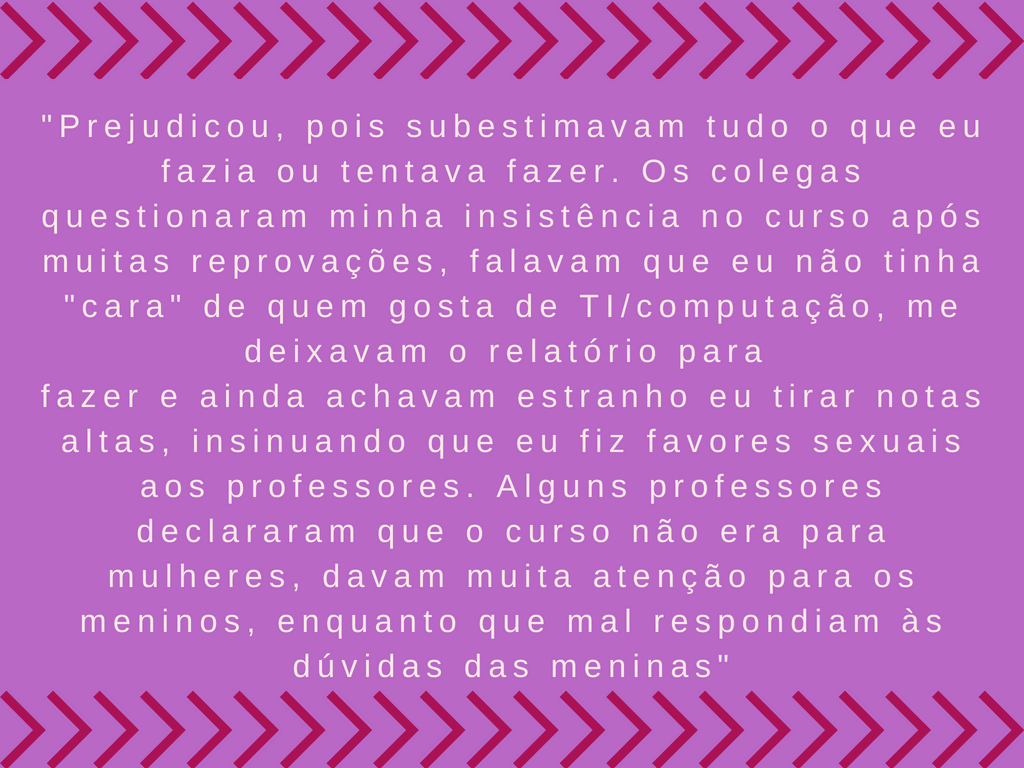 "Prejudicou, pois subestimavam tudo o que eu
fazia ou tentava fazer. Os colegas
questionaram minha insistência no curso após
muitas reprovações, falavam que eu não tinha
"cara" de quem gosta de TI/computação, me
deixavam o relatório para
fazer e ainda achavam estranho eu tirar notas
altas, insinuando que eu fiz favores sexuais
aos professores. Alguns professores
declararam que o curso não era para
mulheres, davam muita atenção para os
meninos, enquanto que mal respondiam às
dúvidas das meninas"